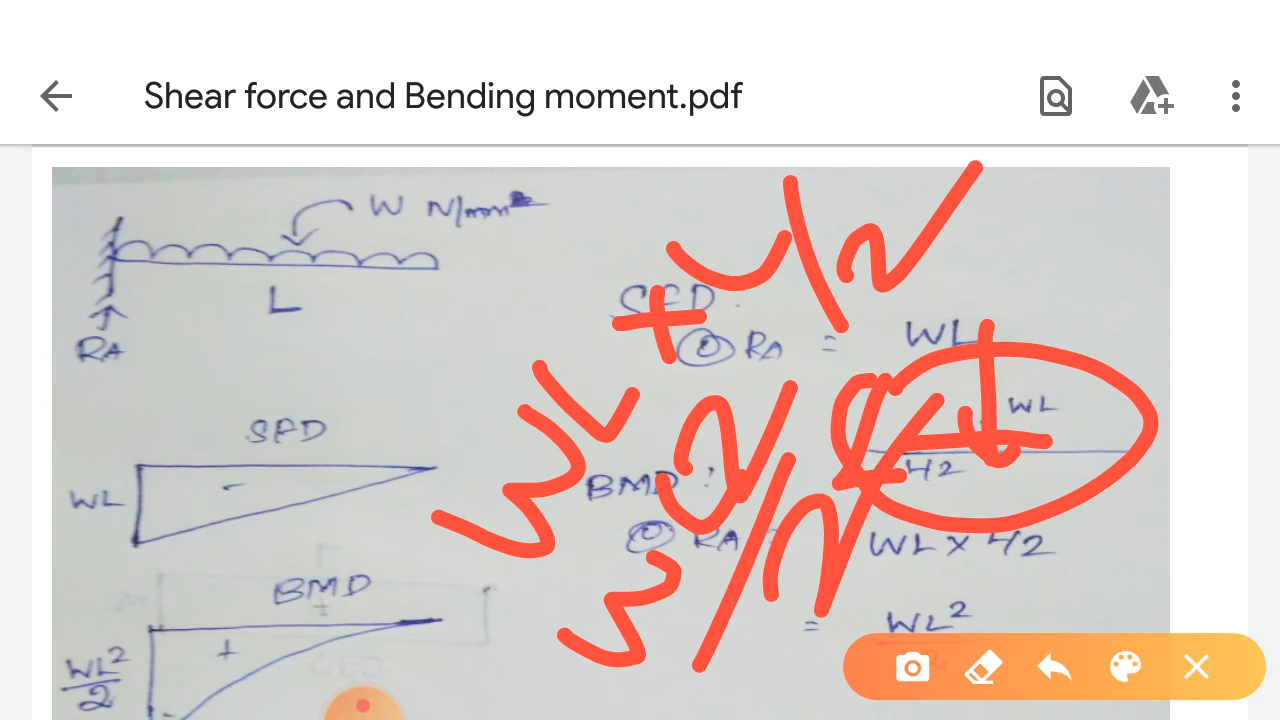 Shear force and Bending moment.pdf
W N/mm
L
RA
SFD
@ RA = WL
WL
L/2
SFD
WL
-
BMD:
@ RA = WL x L/2
= WL²
BMD
+
WL²
2
WL
L/2